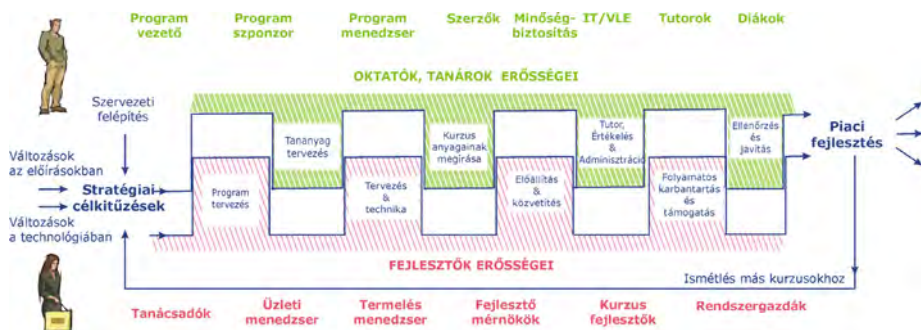 Program
vezető
Program
szponzor
Program
menedzser
Szerzők
Minőség-
biztosítás
IT/VLE
Tutorok
Diákok
OKTATÓK, TANÁROK ERŐSSÉGEI
Szervezeti
felépítés
Változások
az előírásokban
Stratégiai
célkitűzések
Változások
a technológiában
Program
tervezés
Tananyag
tervezés
Tervezés
&
technika
Kurzus
anyagainak
megírása
Előállítás
&
közvetítés
Tutor,
Értékelés
&
Adminisztráció
Folyamatos
karbantartás
és
támogatás
Ellenőrzés
és
javítás
Piaci
fejlesztés
FEJLESZTŐK ERŐSSÉGEI
Ismétlés más kurzusokhoz
Tanácsadók
Üzleti
menedzser
Termelés
menedzser
Fejlesztő
mérnökök
Kurzus
fejlesztők
Rendszergazdák